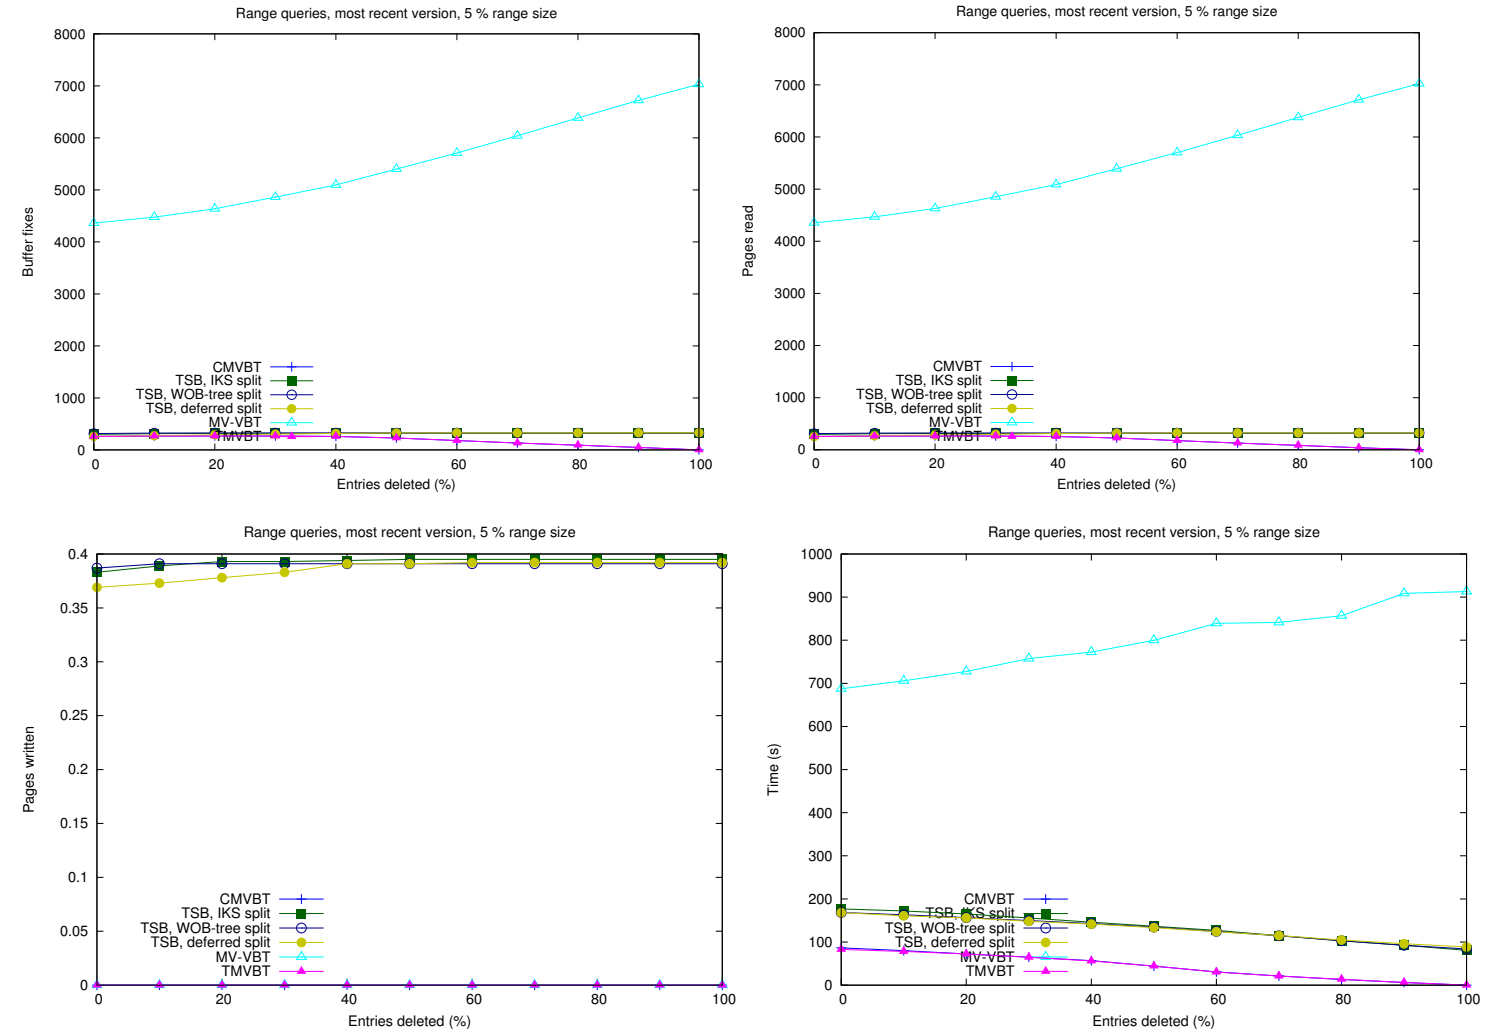 Range queries, most recent version, 5 % range size
8000
7000
6000
5000
4000
3000
2000
1000
0
Buffer fixes
CMVBT
TSB, IKS split
TSB, WOB-tree split
TSB, deferred split
MV-VBT
TMVBT
0 20 40 60 80 100
Entries deleted (%)
Range queries, most recent version, 5 % range size
8000
7000
6000
5000
4000
3000
2000
1000
0
Pages read
CMVBT
TSB, IKS split
TSB, WOB-tree split
TSB, deferred split
MV-VBT
TMVBT
0 20 40 60 80 100
Entries deleted (%)
Range queries, most recent version, 5 % range size
0.4
0.35
0.3
0.25
0.2
0.15
0.1
0.05
0
Pages written
CMVBT
TSB, IKS split
TSB, WOB-tree split
TSB, deferred split
MV-VBT
TMVBT
0 20 40 60 80 100
Entries deleted (%)
Range queries, most recent version, 5 % range size
1000
900
800
700
600
500
400
300
200
100
0
Time (s)
CMVBT
TSB, IKS split
TSB, WOB-tree split
TSB, deferred split
MV-VBT
TMVBT
0 20 40 60 80 100
Entries deleted (%)